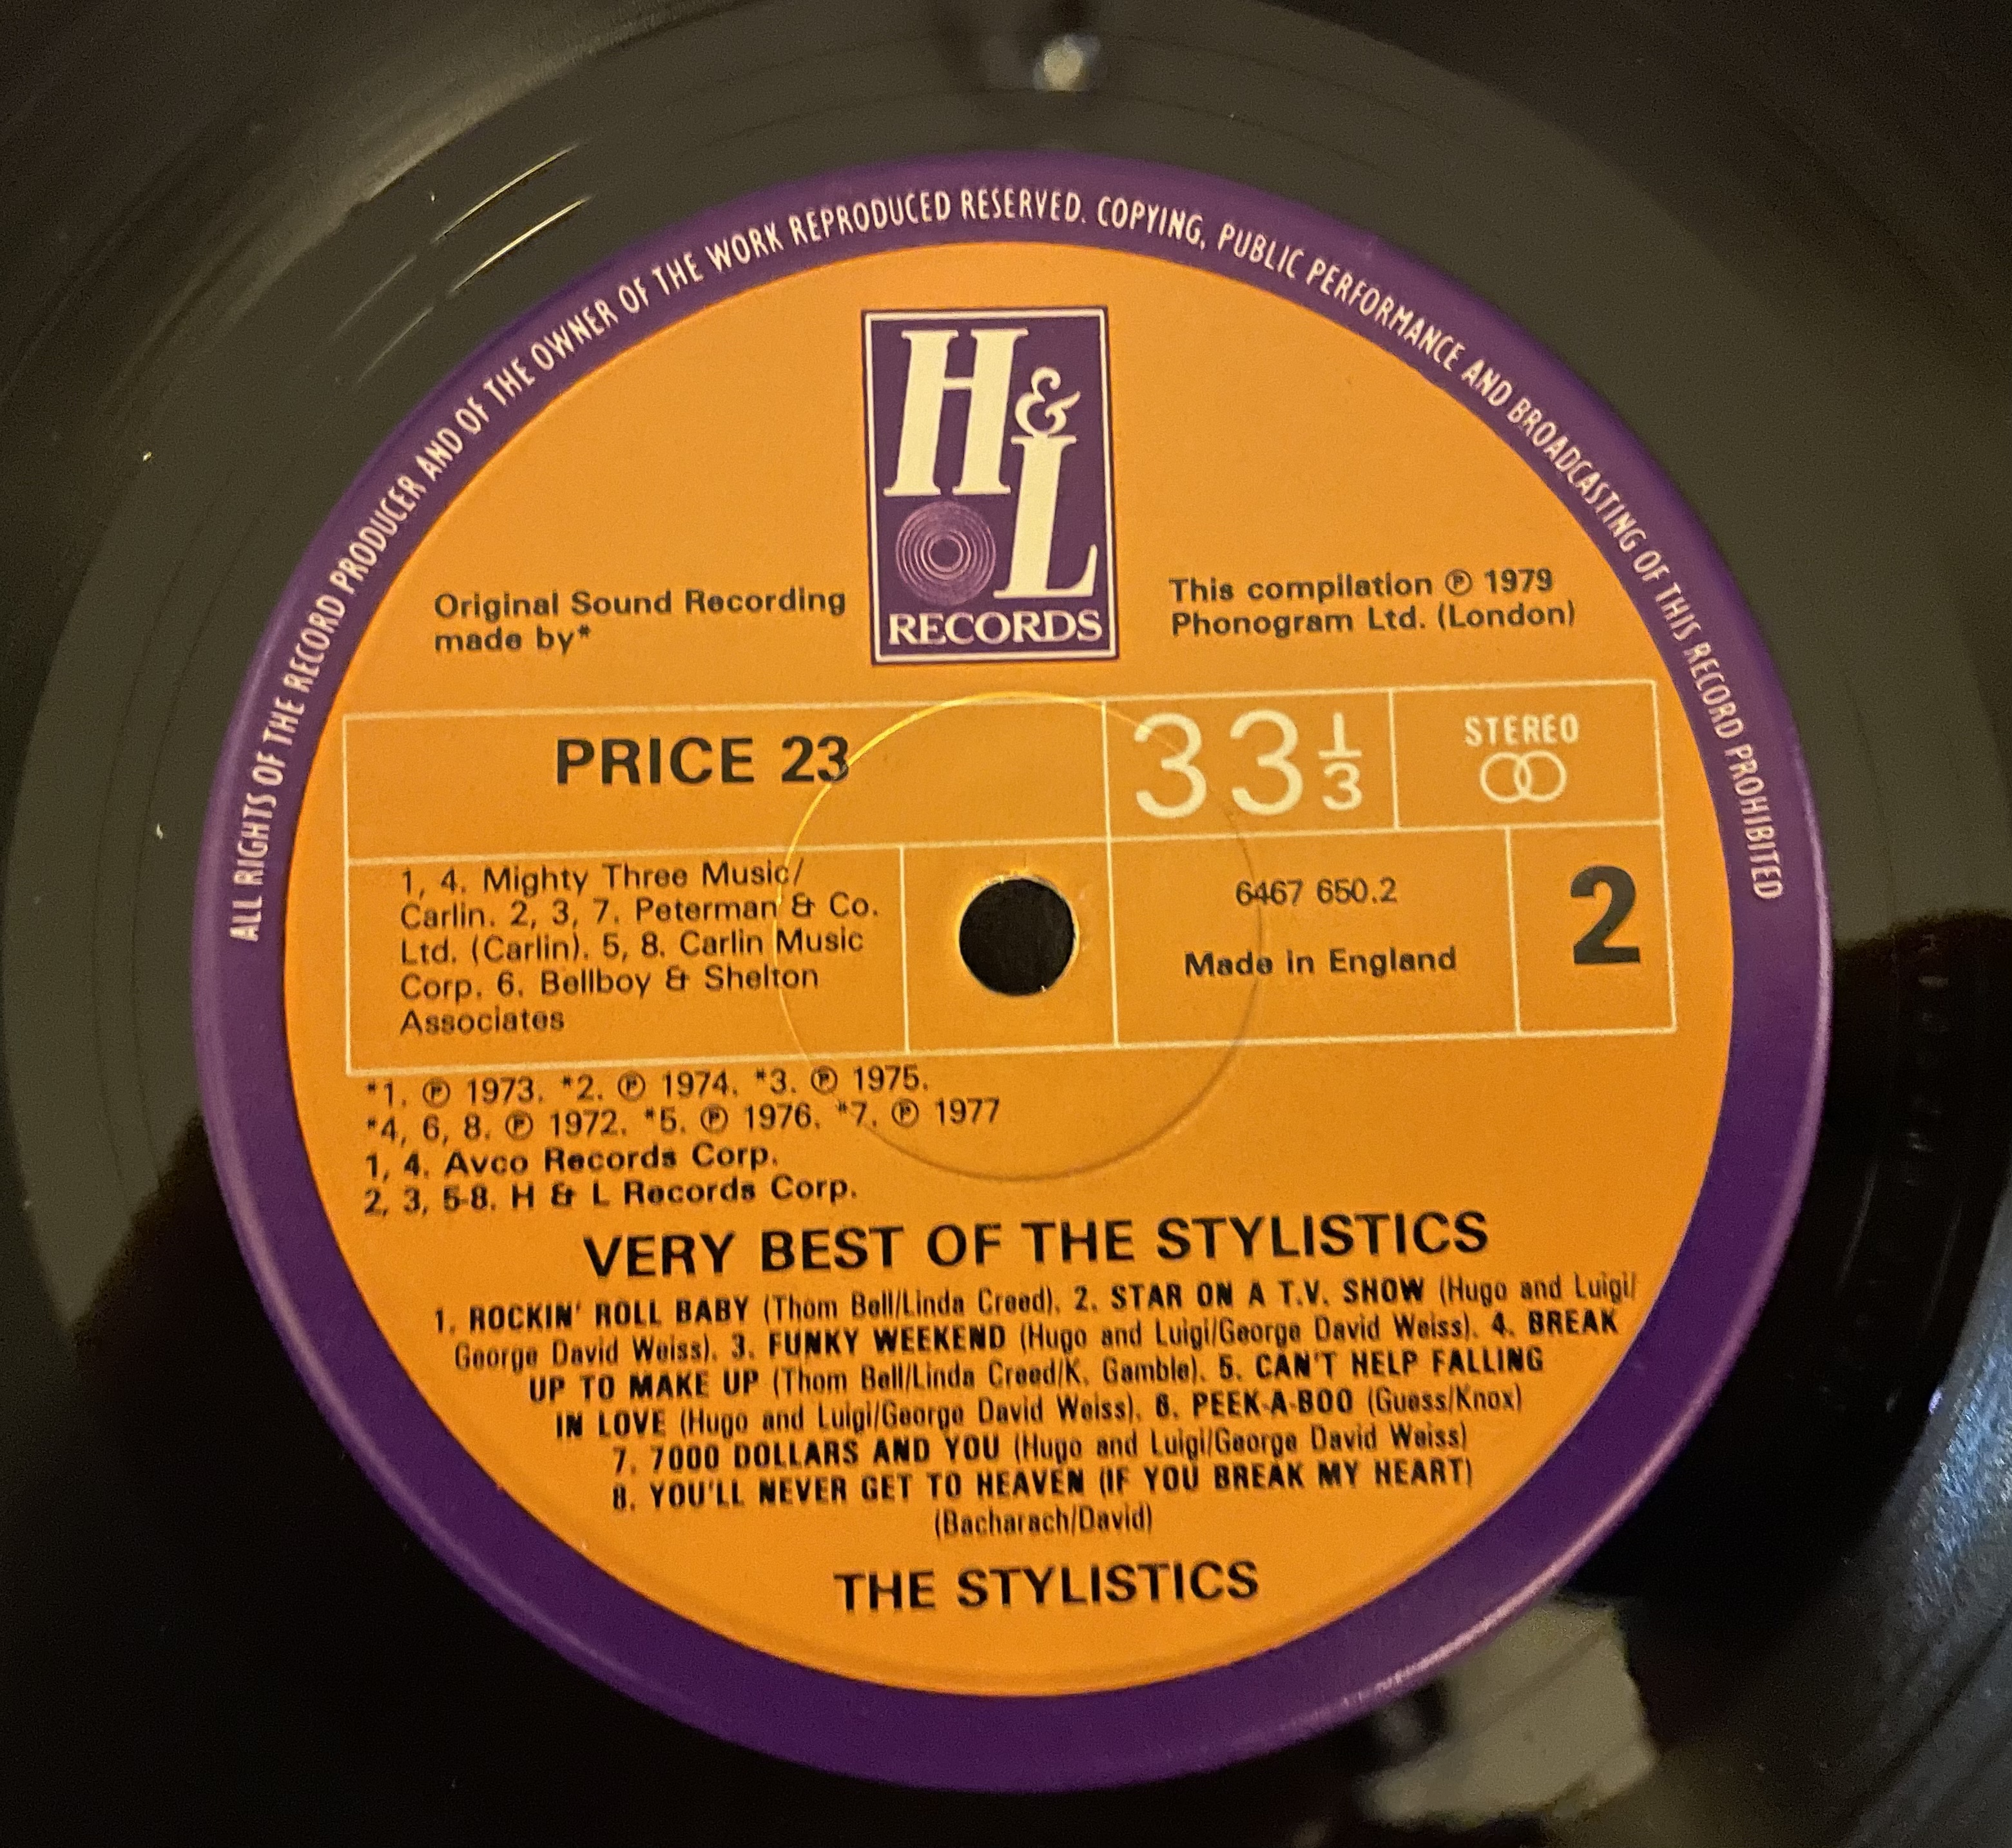 ALL RIGHTS OF THE RECORD PRODUCER AND OF THE OWNER OF THE WORK REPRODUCED RESERVED. COPYING, PUBLIC PERFORMANCE AND BROADCASTING OF THIS RECORD PROHIBITED
H&L
RECORDS
Original Sound Recording
made by*
This compilation ℗ 1979
Phonogram Ltd. (London)
PRICE 23
33 1/3
STEREO
1, 4. Mighty Three Music/
Carlin. 2, 3, 7. Peterman & Co.
Ltd. (Carlin). 5, 8. Carlin Music
Corp. 6. Bellboy & Shelton
Associates
6467 650.2
Made in England
2
*1. ℗ 1973. *2. ℗ 1974. *3. ℗ 1975.
*4, 6, 8. ℗ 1972. *5. ℗ 1976. *7. ℗ 1977
1, 4. Avco Records Corp.
2, 3, 5-8. H & L Records Corp.
VERY BEST OF THE STYLISTICS
1. ROCKIN' ROLL BABY (Thom Bell/Linda Creed). 2. STAR ON A T.V. SHOW (Hugo and Luigi/
George David Weiss). 3. FUNKY WEEKEND (Hugo and Luigi/George David Weiss). 4. BREAK
UP TO MAKE UP (Thom Bell/Linda Creed/K. Gamble). 5. CAN'T HELP FALLING
IN LOVE (Hugo and Luigi/George David Weiss). 6. PEEK-A-BOO (Guess/Knox)
7. 7000 DOLLARS AND YOU (Hugo and Luigi/George David Weiss)
8. YOU'LL NEVER GET TO HEAVEN (IF YOU BREAK MY HEART)
(Bacharach/David)
THE STYLISTICS